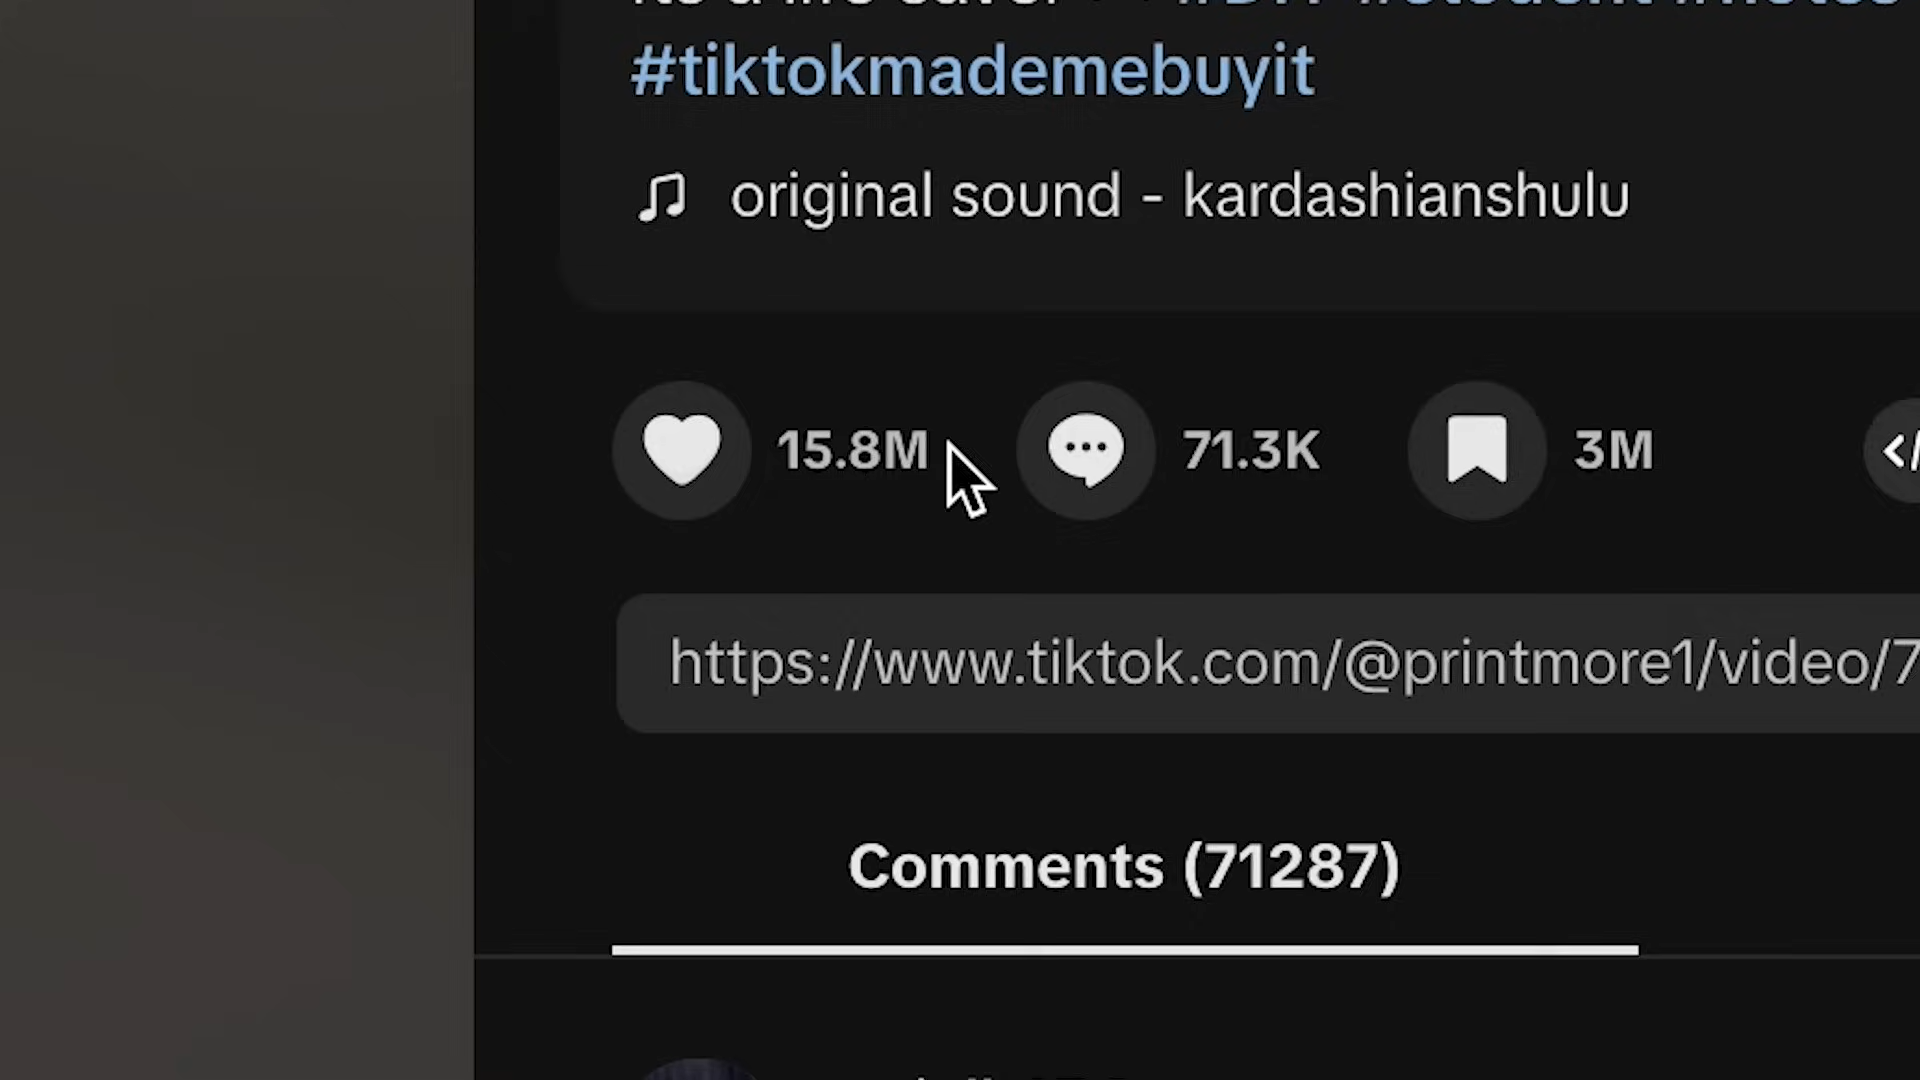 #tiktokmademebuyit
original sound - kardashianshulu
15.8M 71.3K 3M
https://www.tiktok.com/@printmore1/video/7
Comments (71287)